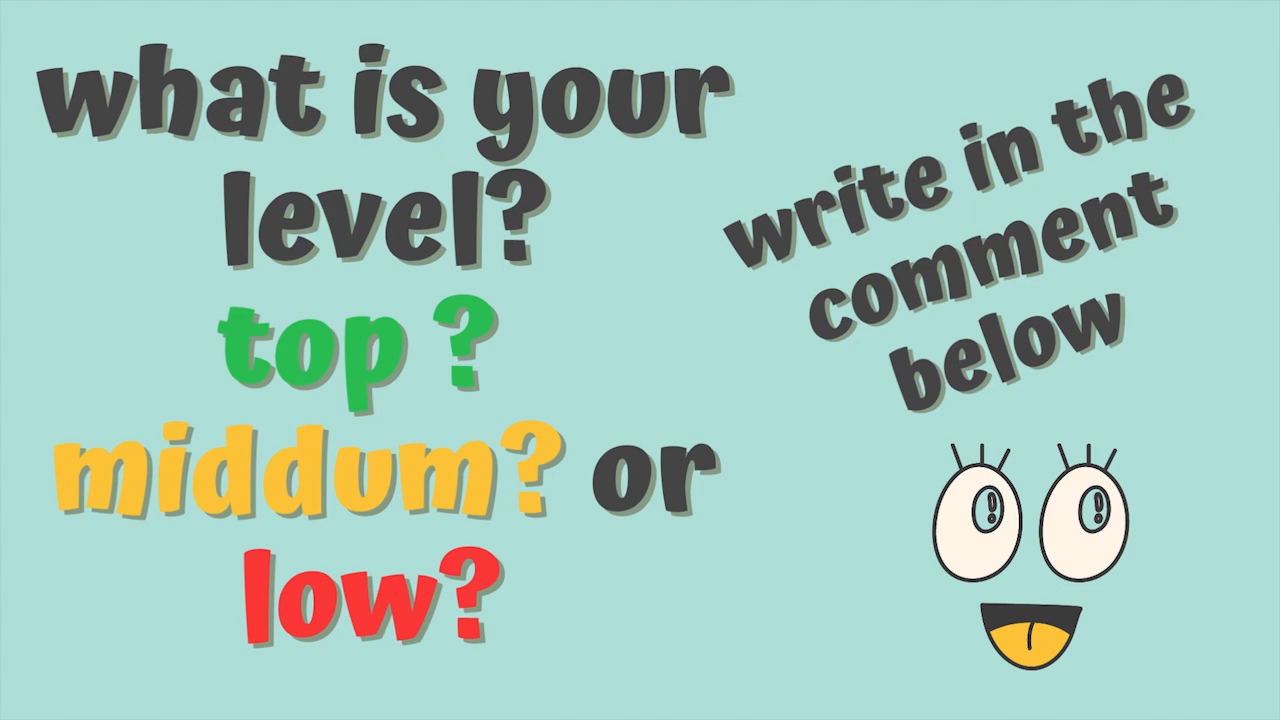 what is your
level?
top ?
middum? or
low?
write in the
comment
below